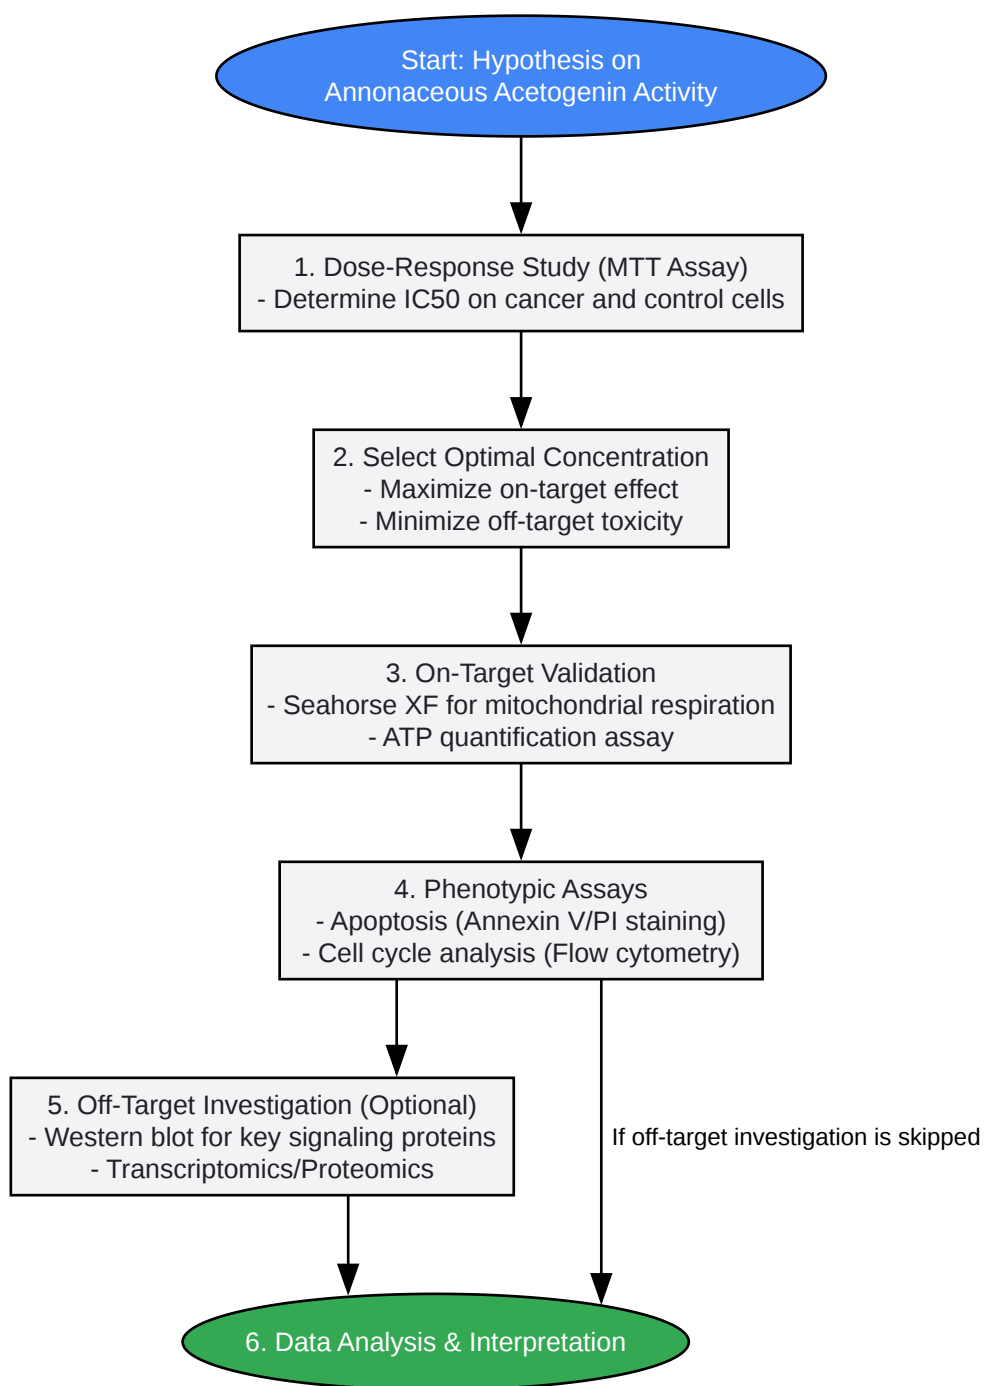 Start: Hypothesis on
Annonaceous Acetogenin Activity
1. Dose-Response Study (MTT Assay)
- Determine IC50 on cancer and control cells
2. Select Optimal Concentration
- Maximize on-target effect
- Minimize off-target toxicity
3. On-Target Validation
- Seahorse XF for mitochondrial respiration
- ATP quantification assay
4. Phenotypic Assays
- Apoptosis (Annexin V/PI staining)
- Cell cycle analysis (Flow cytometry)
5. Off-Target Investigation (Optional)
- Western blot for key signaling proteins
- Transcriptomics/Proteomics
If off-target investigation is skipped
6. Data Analysis & Interpretation